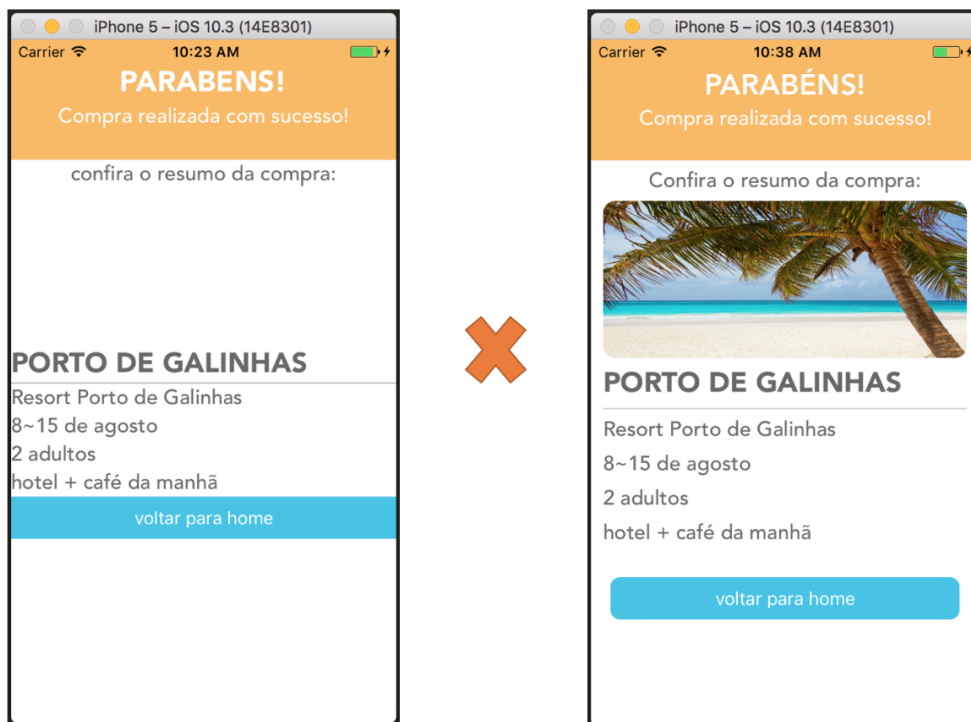 iPhone 5 – iOS 10.3 (14E8301)
Carrier 10:23 AM
PARABENS!
Compra realizada com sucesso!
confira o resumo da compra:
PORTO DE GALINHAS
Resort Porto de Galinhas
8~15 de agosto
2 adultos
hotel + café da manhã
voltar para home
iPhone 5 – iOS 10.3 (14E8301)
Carrier 10:38 AM
PARABÉNS!
Compra realizada com sucesso!
Confira o resumo da compra:
PORTO DE GALINHAS
Resort Porto de Galinhas
8~15 de agosto
2 adultos
hotel + café da manhã
voltar para home